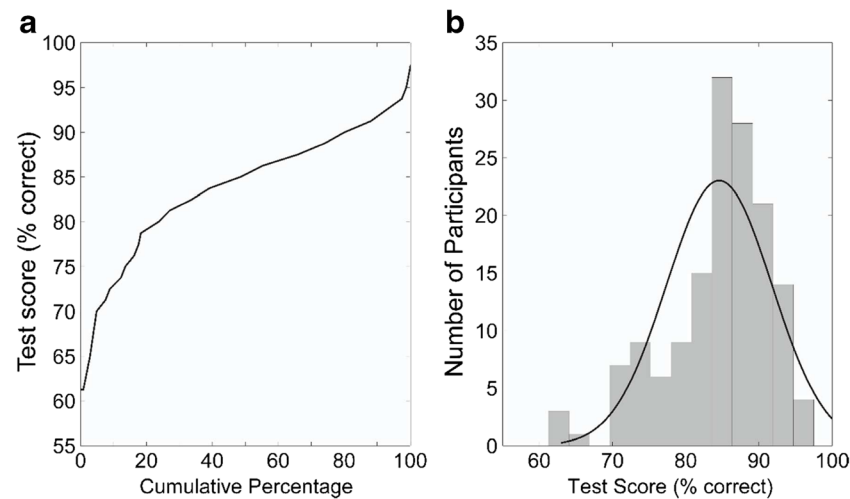 a
100
95
90
85
80
75
70
65
60
55
Test score (% correct)
0 20 40 60 80 100
Cumulative Percentage
b
35
30
25
20
15
10
5
0
Number of Participants
60 70 80 90 100
Test Score (% correct)